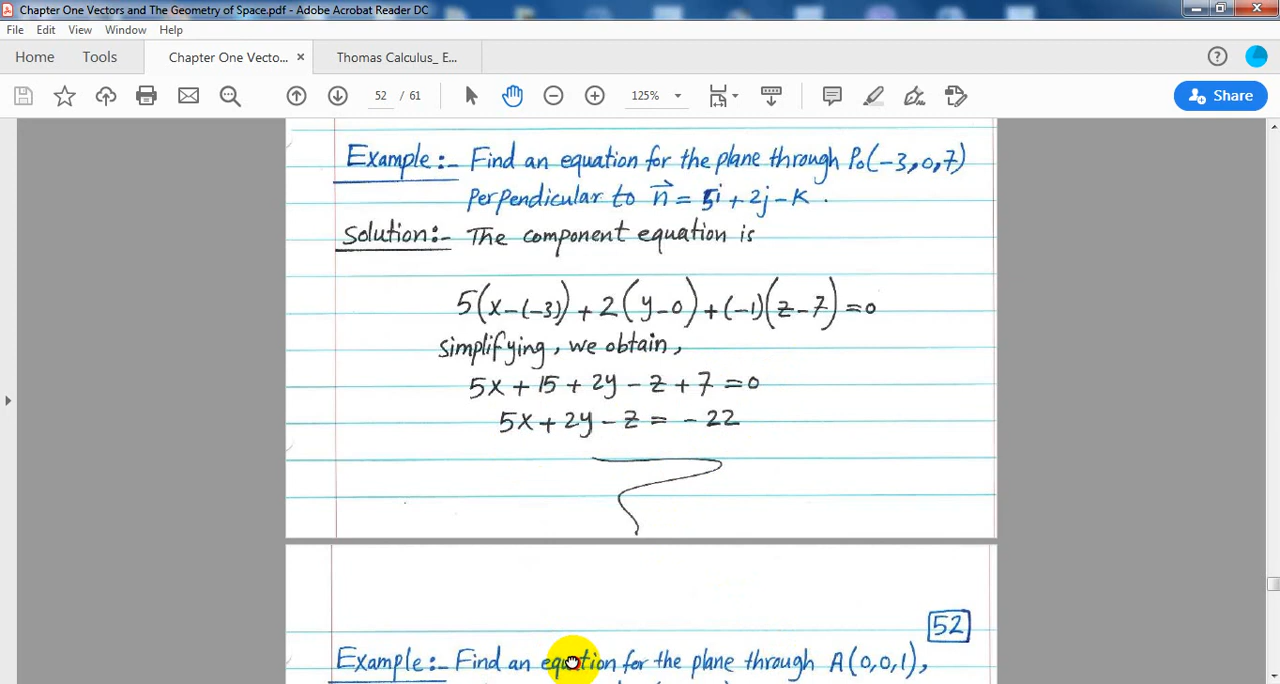 Chapter One Vectors and The Geometry of Space.pdf - Adobe Acrobat Reader DC
File Edit View Window Help
Home Tools Chapter One Vecto... × Thomas Calculus_ E...
52 / 61 125% Share
Example:- Find an equation for the plane through P₀(-3,0,7)
perpendicular to n⃗ = 5i + 2j - k .
Solution:- The component equation is
5(x-(-3)) + 2(y-0) + (-1)(z-7) = 0
simplifying, we obtain,
5x + 15 + 2y - z + 7 = 0
5x + 2y - z = - 22
52
Example:- Find an equation for the plane through A(0,0,1),